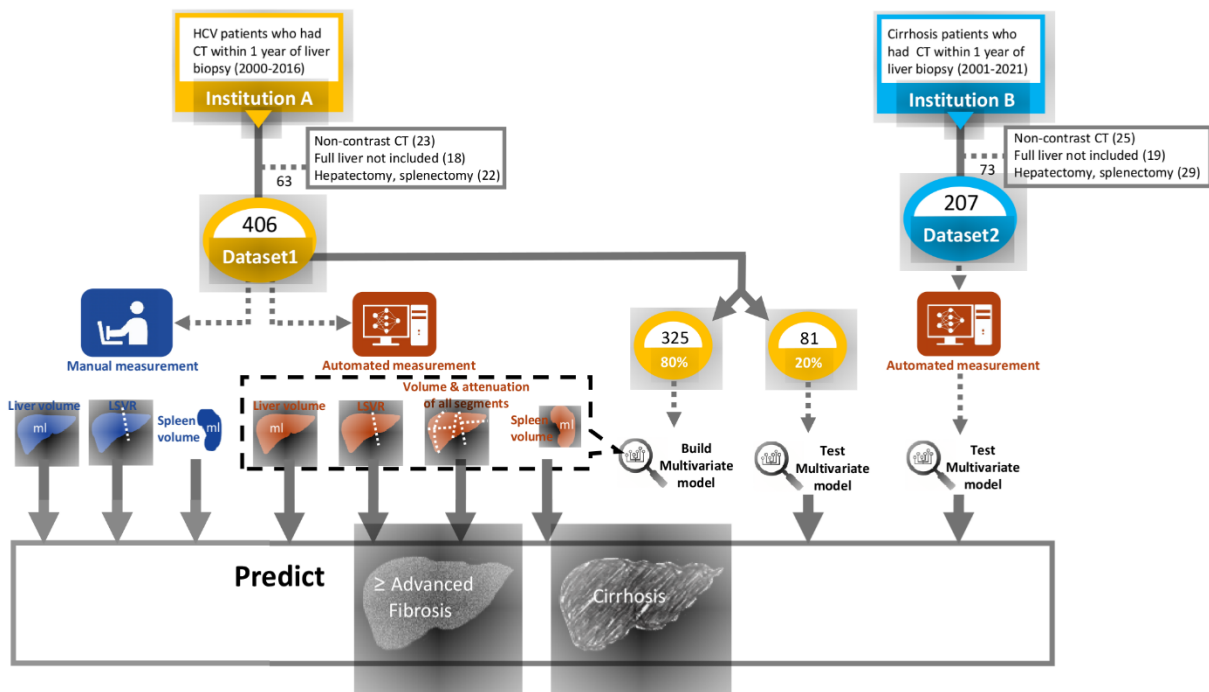 HCV patients who had
CT within 1 year of liver
biopsy (2000-2016)
Institution A
Non-contrast CT (23)
Full liver not included (18)
Hepatectomy, splenectomy (22)
63
406
Dataset1
Cirrhosis patients who
had CT within 1 year of
liver biopsy (2001-2021)
Institution B
Non-contrast CT (25)
Full liver not included (19)
Hepatectomy, splenectomy (29)
73
207
Dataset2
Manual measurement
Automated measurement
325
80%
81
20%
Automated measurement
Liver volume
ml
LSVR
Spleen
volume
ml
Liver volume
ml
LSVR
Volume & attenuation
of all segments
Spleen
volume
ml
Build
Multivariate
model
Test
Multivariate
model
Test
Multivariate
model
Predict
≥ Advanced
Fibrosis
Cirrhosis